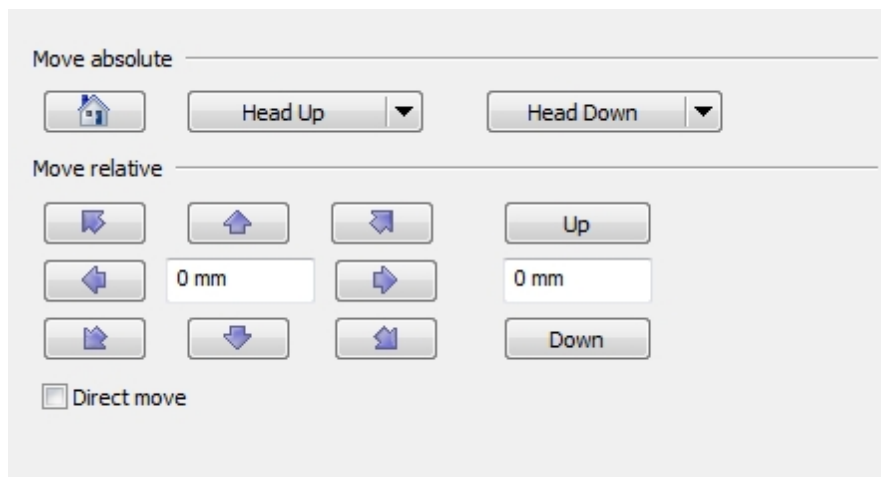 Move absolute
Head Up
Head Down
Move relative
Up
0 mm
0 mm
Down
Direct move